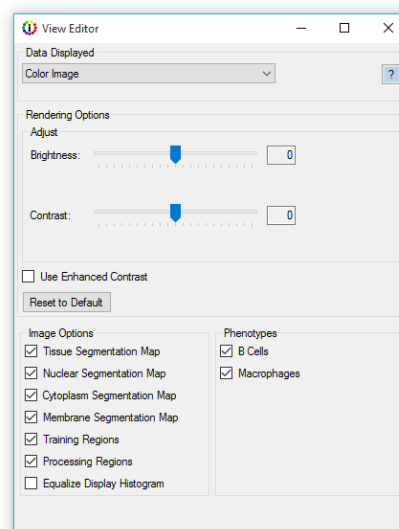 View Editor
Data Displayed
Color Image
?
Rendering Options
Adjust
Brightness: 0
Contrast: 0
Use Enhanced Contrast
Reset to Default
Image Options
Tissue Segmentation Map
Nuclear Segmentation Map
Cytoplasm Segmentation Map
Membrane Segmentation Map
Training Regions
Processing Regions
Equalize Display Histogram
Phenotypes
B Cells
Macrophages